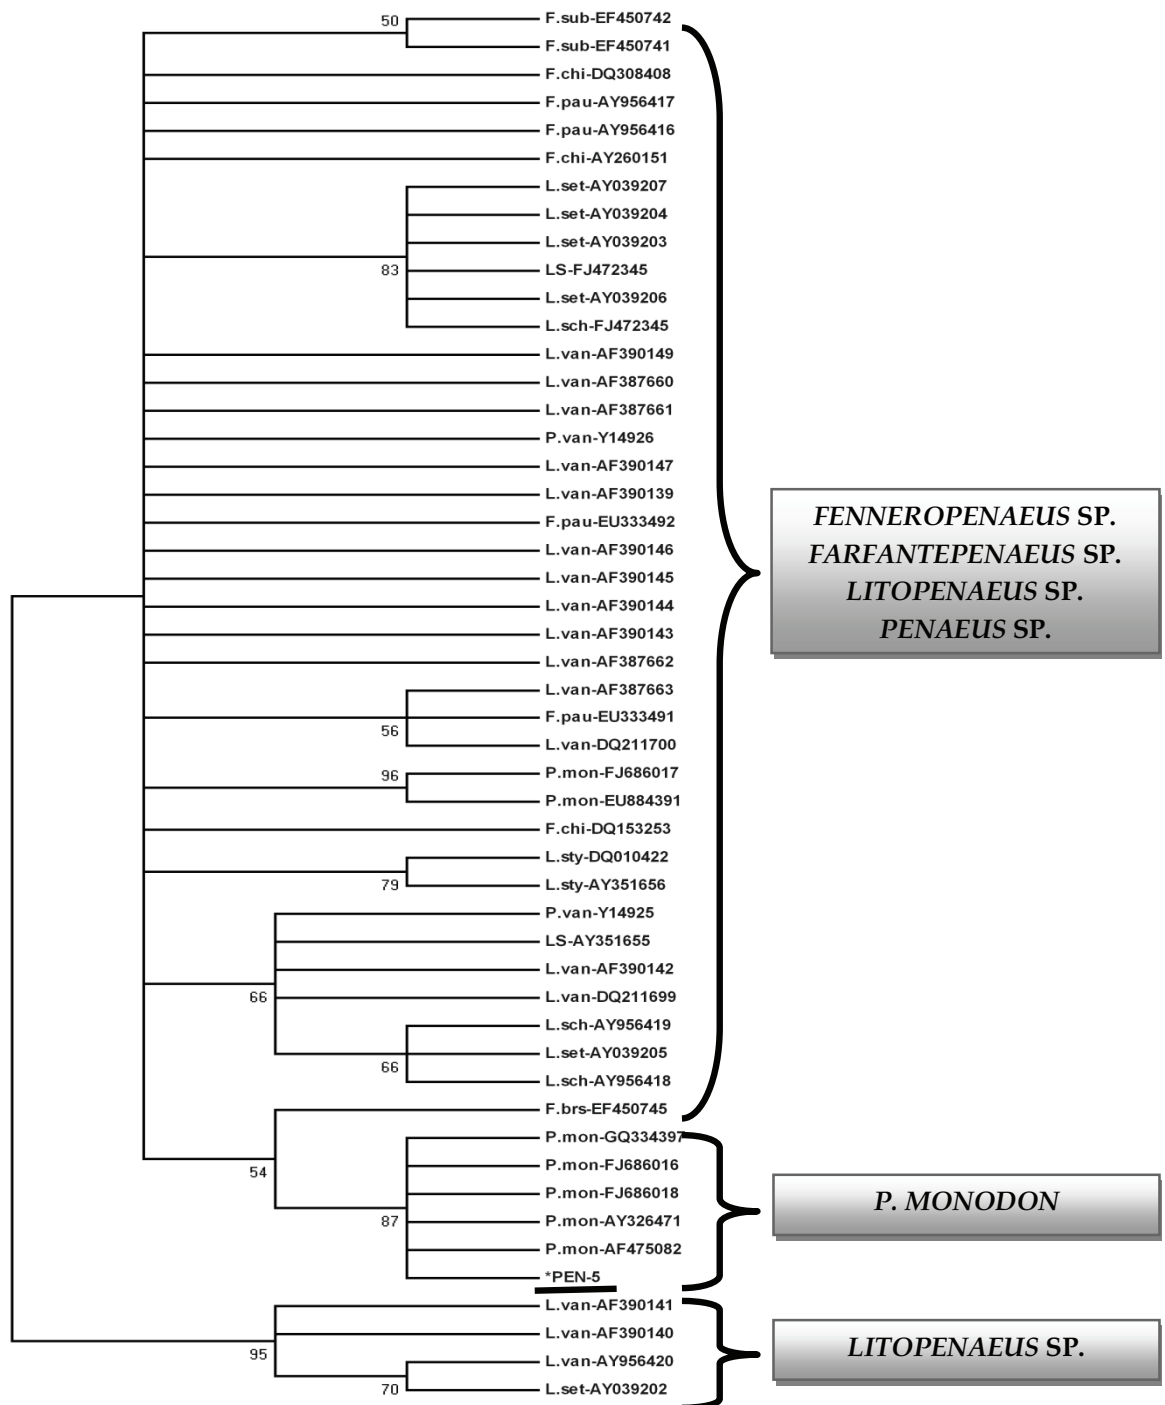 50
F.sub-EF450742
F.sub-EF450741
F.chi-DQ308408
F.pau-AY956417
F.pau-AY956416
F.chi-AY260151
L.set-AY039207
L.set-AY039204
L.set-AY039203
83
LS-FJ472345
L.set-AY039206
L.sch-FJ472345
L.van-AF390149
L.van-AF387660
L.van-AF387661
P.van-Y14926
L.van-AF390147
L.van-AF390139
F.pau-EU333492
L.van-AF390146
L.van-AF390145
L.van-AF390144
L.van-AF390143
L.van-AF387662
L.van-AF387663
F.pau-EU333491
56
L.van-DQ211700
96
P.mon-FJ686017
P.mon-EU884391
F.chi-DQ153253
L.sty-DQ010422
79
L.sty-AY351656
P.van-Y14925
LS-AY351655
L.van-AF390142
66
L.van-DQ211699
L.sch-AY956419
L.set-AY039205
66
L.sch-AY956418
F.brs-EF450745
P.mon-GQ334397
54
P.mon-FJ686016
P.mon-FJ686018
87
P.mon-AY326471
P.mon-AF475082
*PEN-5
L.van-AF390141
L.van-AF390140
95
L.van-AY956420
70
L.set-AY039202
FENNEROPENAEUS SP.
FARFANTEPENAEUS SP.
LITOPENAEUS SP.
PENAEUS SP.
P. MONODON
LITOPENAEUS SP.